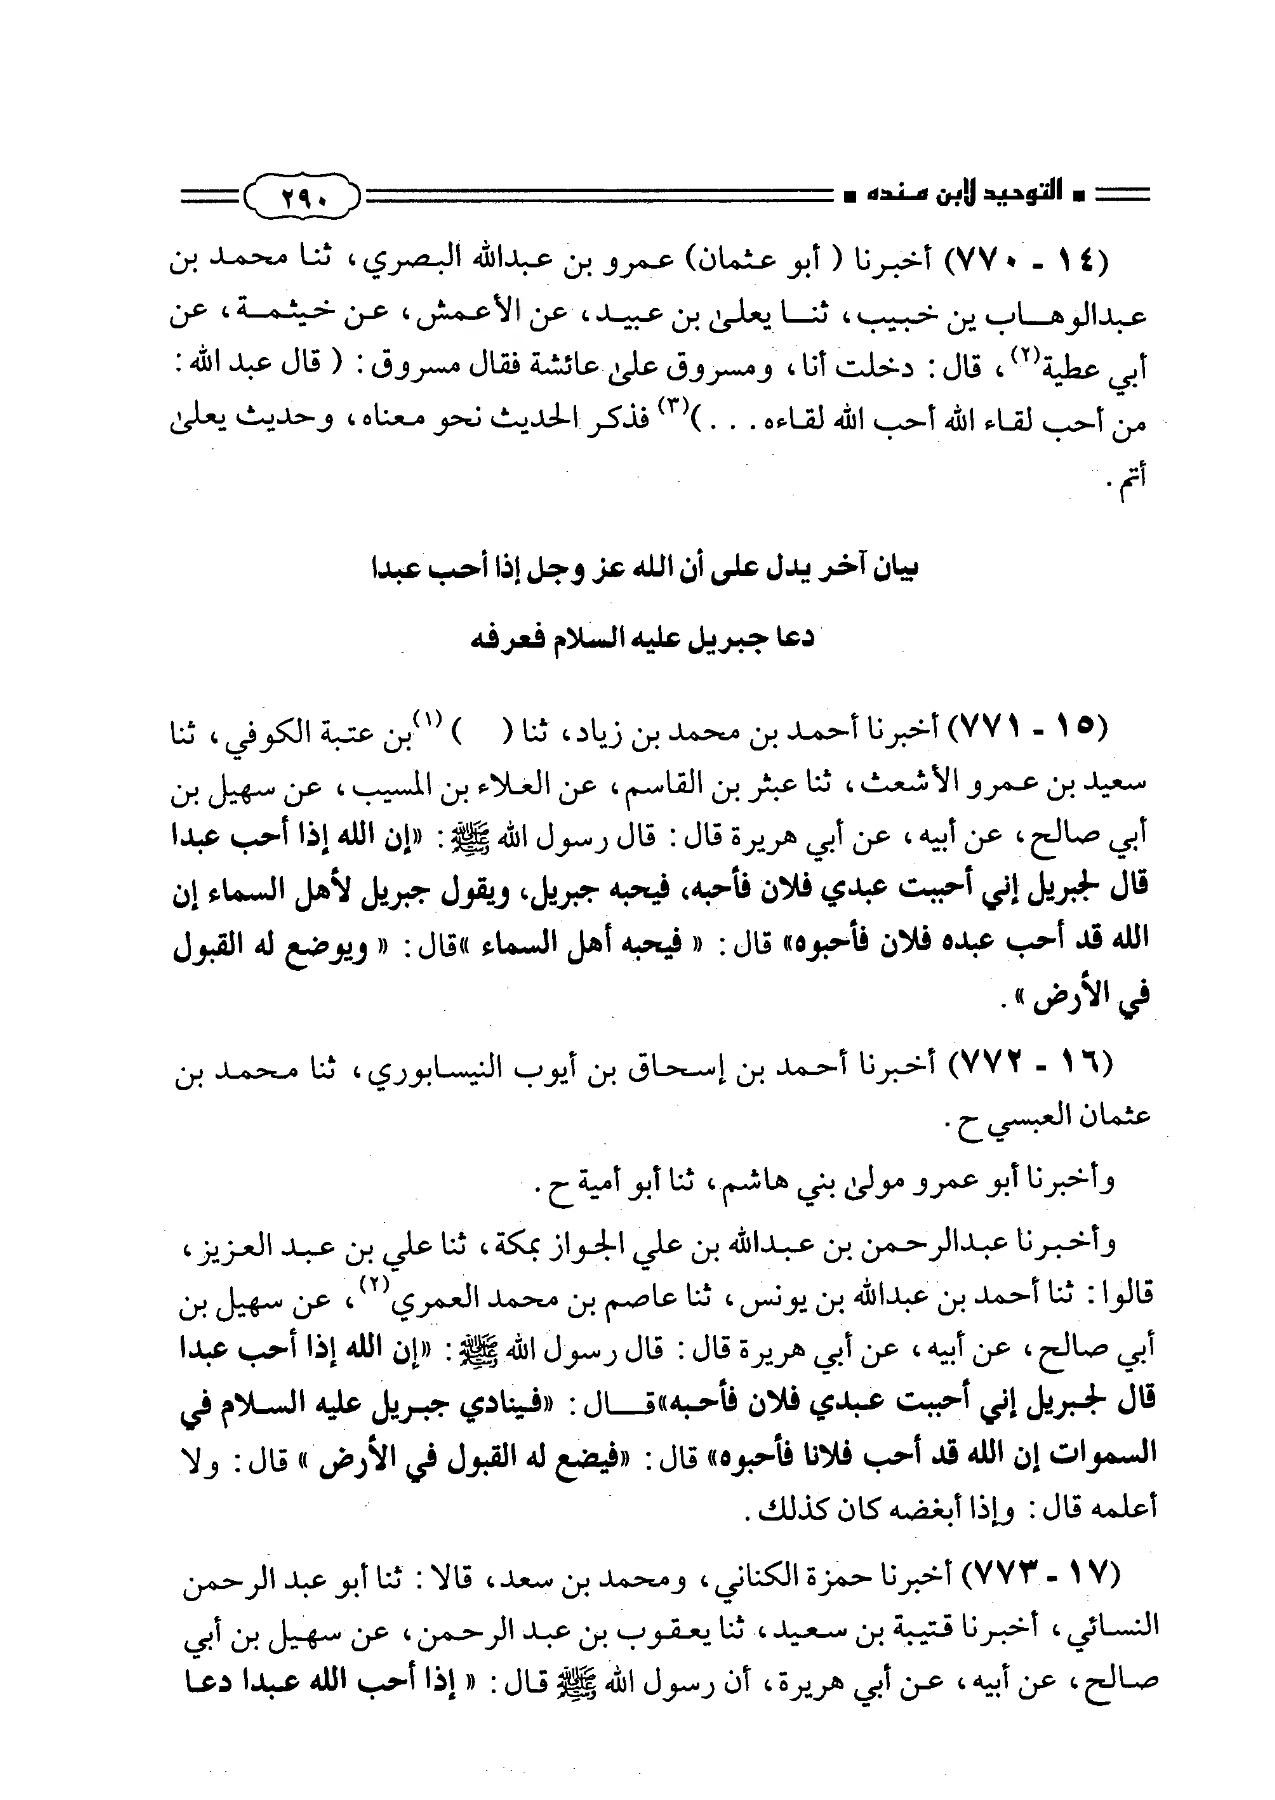 ▪ التوحيد لابن منده ▪ ٢٩٠
(١٤ - ٧٧٠) أخبرنا ( أبو عثمان) عمرو بن عبدالله البصري، ثنا محمد بن
عبدالوهاب ين خبيب، ثنا يعلىٰ بن عبيد، عن الأعمش، عن خيثمة، عن
أبي عطية(٢)، قال: دخلت أنا، ومسروق علىٰ عائشة فقال مسروق: ( قال عبد الله:
من أحب لقاء الله أحب الله لقاءه . . . )(٣) فذكر الحديث نحو معناه، وحديث يعلىٰ
أتم .
بيان آخر يدل على أن الله عز وجل إذا أحب عبدا
دعا جبريل عليه السلام فعرفه
(١٥ - ٧٧١) أخبرنا أحمد بن محمد بن زياد، ثنا ( )(١)بن عتبة الكوفي، ثنا
سعيد بن عمرو الأشعث، ثنا عبثر بن القاسم، عن العلاء بن المسيب، عن سهيل بن
أبي صالح، عن أبيه، عن أبي هريرة قال: قال رسول الله ﷺ: «إن الله إذا أحب عبدا
قال لجبريل إني أحببت عبدي فلان فأحبه، فيحبه جبريل، ويقول جبريل لأهل السماء إن
الله قد أحب عبده فلان فأحبوه» قال: « فيحبه أهل السماء »قال: « ويوضع له القبول
في الأرض » .
(١٦ - ٧٧٢) أخبرنا أحمد بن إسحاق بن أيوب النيسابوري، ثنا محمد بن
عثمان العبسي ح .
وأخبرنا أبو عمرو مولىٰ بني هاشم، ثنا أبو أمية ح .
وأخبرنا عبدالرحمن بن عبدالله بن علي الجواز بمكة، ثنا علي بن عبد العزيز،
قالوا: ثنا أحمد بن عبدالله بن يونس، ثنا عاصم بن محمد العمري(٢)، عن سهيل بن
أبي صالح، عن أبيه، عن أبي هريرة قال: قال رسول الله ﷺ: «إن الله إذا أحب عبدا
قال لجبريل إني أحببت عبدي فلان فأحبه»قال: «فينادي جبريل عليه السلام في
السموات إن الله قد أحب فلانا فأحبوه» قال: «فيضع له القبول في الأرض » قال: ولا
أعلمه قال: وإذا أبغضه كان كذلك .
(١٧ - ٧٧٣) أخبرنا حمزة الكناني، ومحمد بن سعد، قالا: ثنا أبو عبد الرحمن
النسائي، أخبرنا قتيبة بن سعيد، ثنا يعقوب بن عبد الرحمن، عن سهيل بن أبي
صالح، عن أبيه، عن أبي هريرة، أن رسول الله ﷺ قال: « إذا أحب الله عبدا دعا